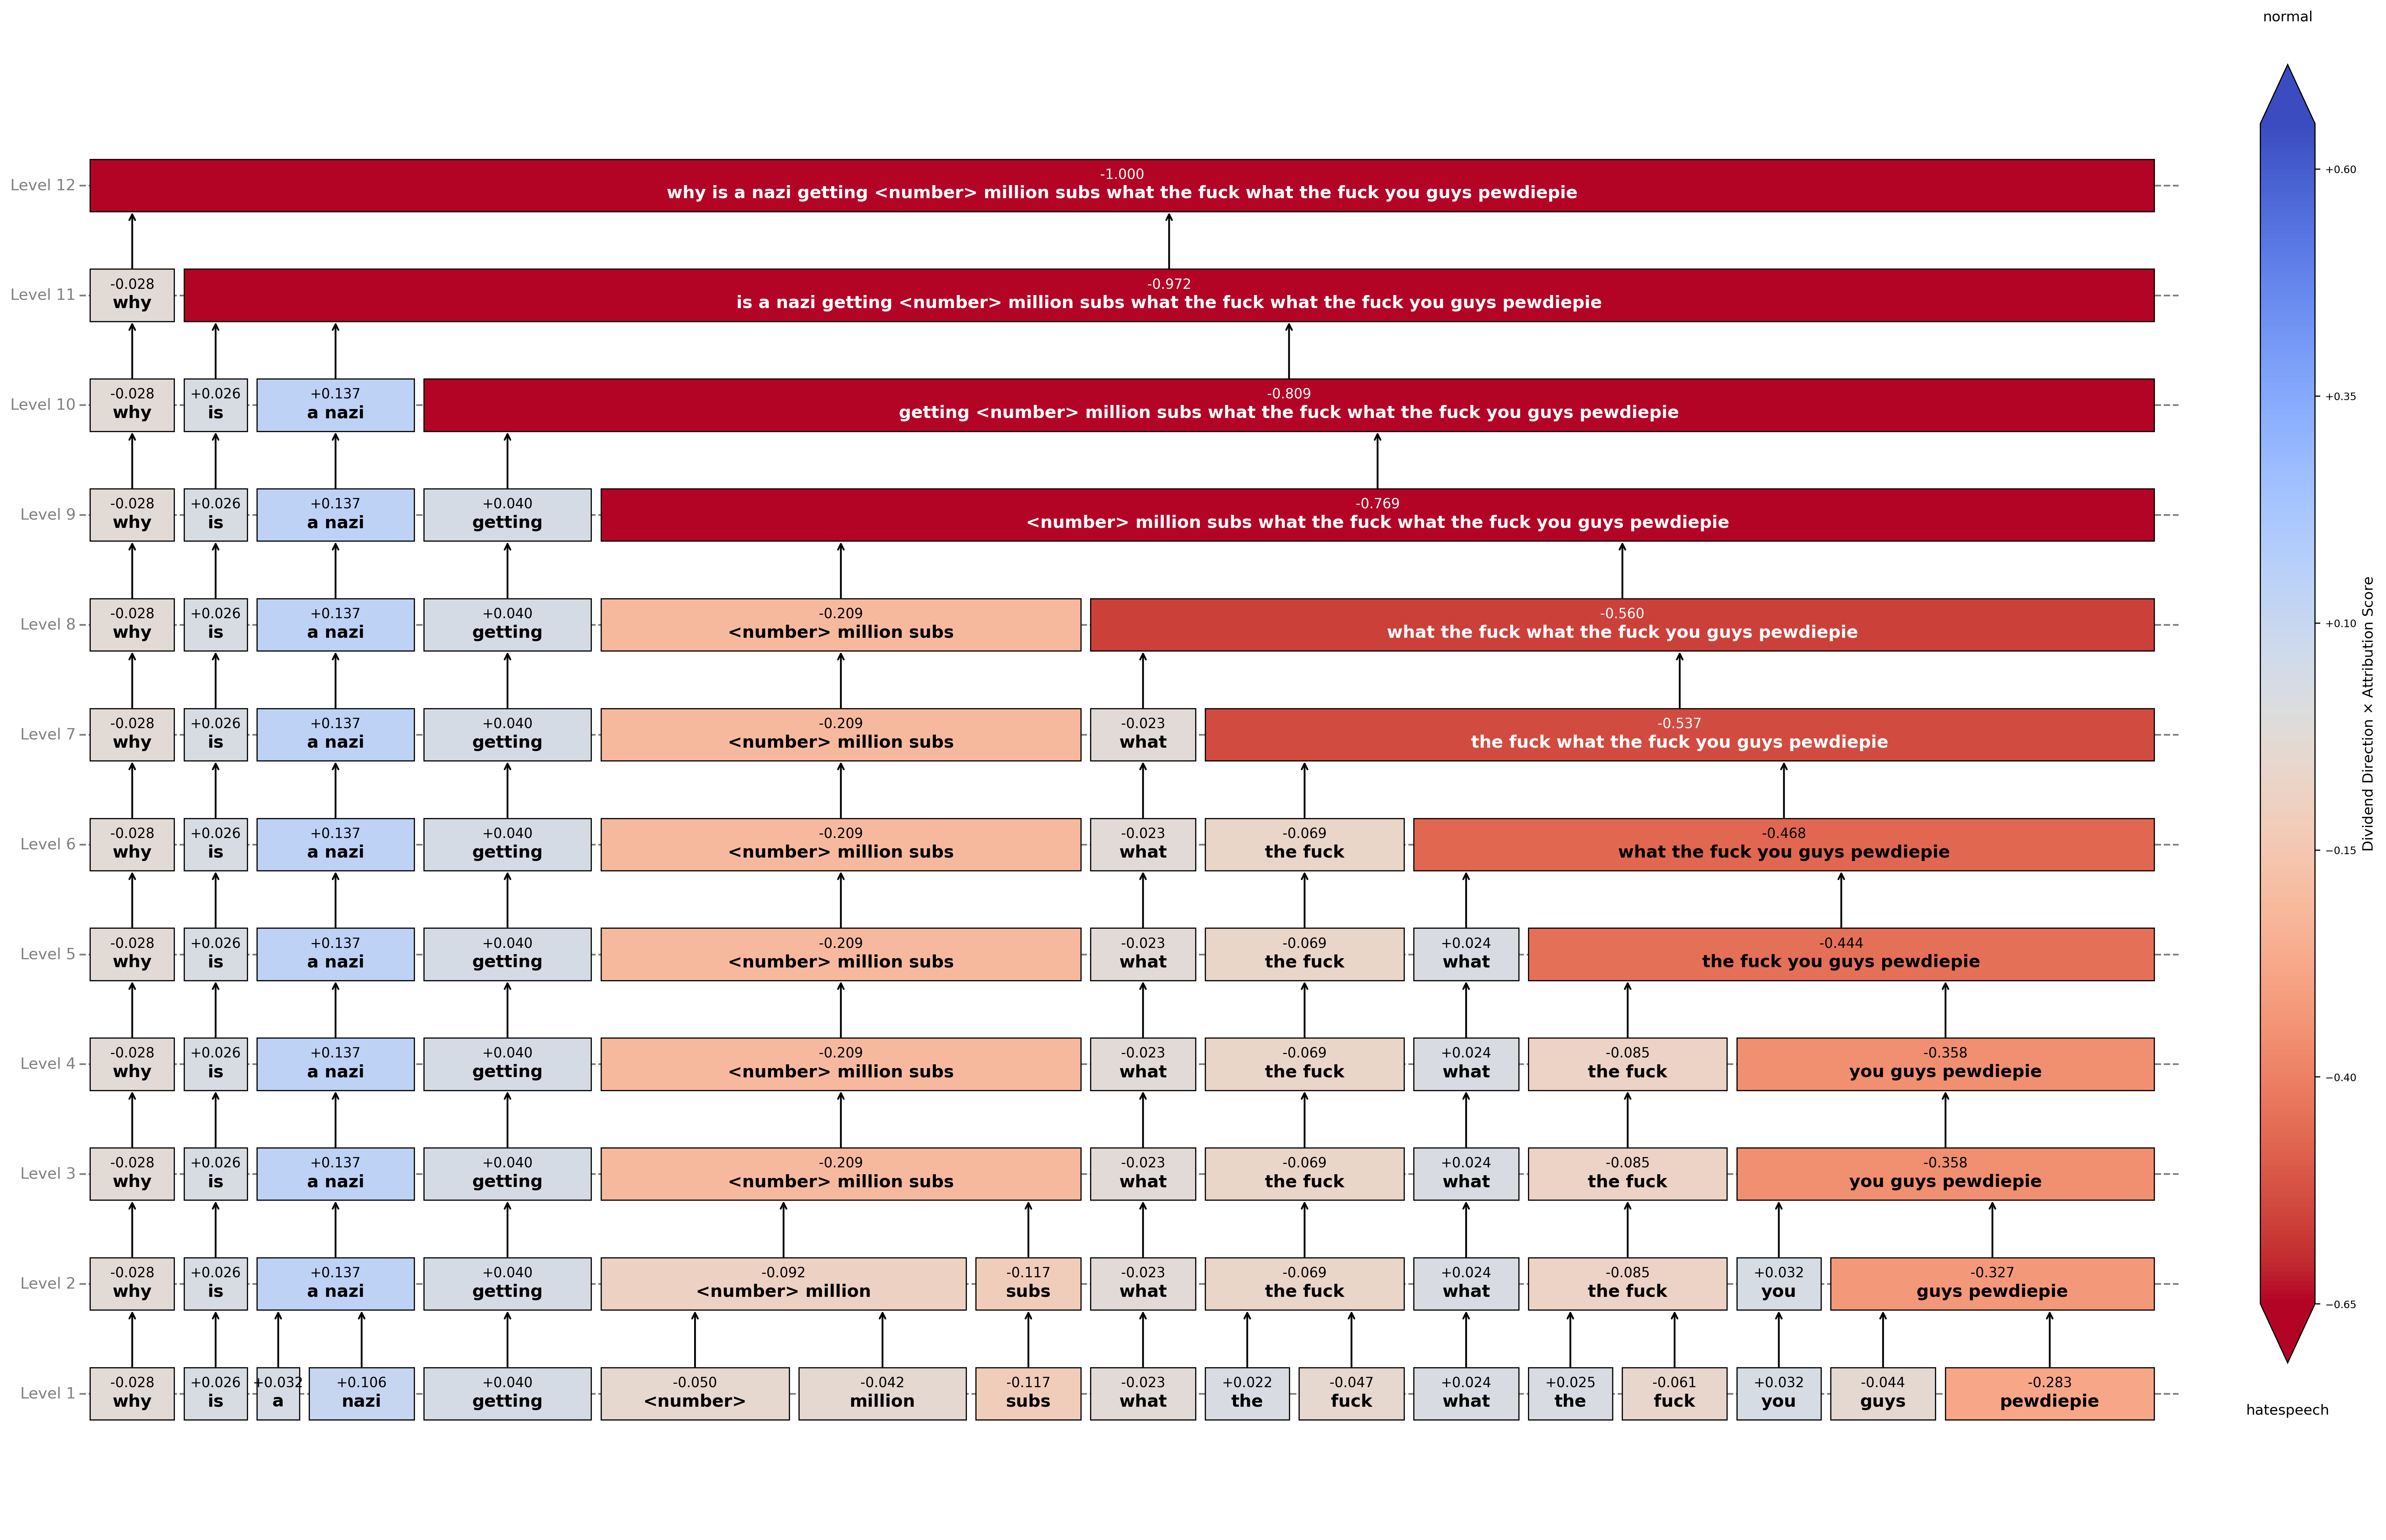 normal
-1.000
Level 12
why is a nazi getting <number> million subs what the fuck what the fuck you guys pewdiepie
-0.028 -0.972
Level 11
why is a nazi getting <number> million subs what the fuck what the fuck you guys pewdiepie
-0.028 +0.026 +0.137 -0.809
Level 10
why is a nazi getting <number> million subs what the fuck what the fuck you guys pewdiepie
-0.028 +0.026 +0.137 +0.040 -0.769
Level 9
why is a nazi getting <number> million subs what the fuck what the fuck you guys pewdiepie
-0.028 +0.026 +0.137 +0.040 -0.209 -0.560
Level 8
why is a nazi getting <number> million subs what the fuck what the fuck you guys pewdiepie
-0.028 +0.026 +0.137 +0.040 -0.209 -0.023 -0.537
Level 7
why is a nazi getting <number> million subs what the fuck what the fuck you guys pewdiepie
-0.028 +0.026 +0.137 +0.040 -0.209 -0.023 -0.069 -0.468
Level 6
why is a nazi getting <number> million subs what the fuck what the fuck you guys pewdiepie
-0.028 +0.026 +0.137 +0.040 -0.209 -0.023 -0.069 +0.024 -0.444
Level 5
why is a nazi getting <number> million subs what the fuck what the fuck you guys pewdiepie
-0.028 +0.026 +0.137 +0.040 -0.209 -0.023 -0.069 +0.024 -0.085 -0.358
Level 4
why is a nazi getting <number> million subs what the fuck what the fuck you guys pewdiepie
-0.028 +0.026 +0.137 +0.040 -0.209 -0.023 -0.069 +0.024 -0.085 -0.358
Level 3
why is a nazi getting <number> million subs what the fuck what the fuck you guys pewdiepie
-0.028 +0.026 +0.137 +0.040 -0.092 -0.117 -0.023 -0.069 +0.024 -0.085 +0.032 -0.327
Level 2
why is a nazi getting <number> million subs what the fuck what the fuck you guys pewdiepie
-0.028 +0.026 +0.032 +0.106 +0.040 -0.050 -0.042 -0.117 -0.023 +0.022 -0.047 +0.024 +0.025 -0.061 +0.032 -0.044 -0.283
Level 1
why is a nazi getting <number> million subs what the fuck what the fuck you guys pewdiepie
+0.60
+0.35
+0.10
−0.15
−0.40
−0.65
Dividend Direction × Attribution Score
hatespeech